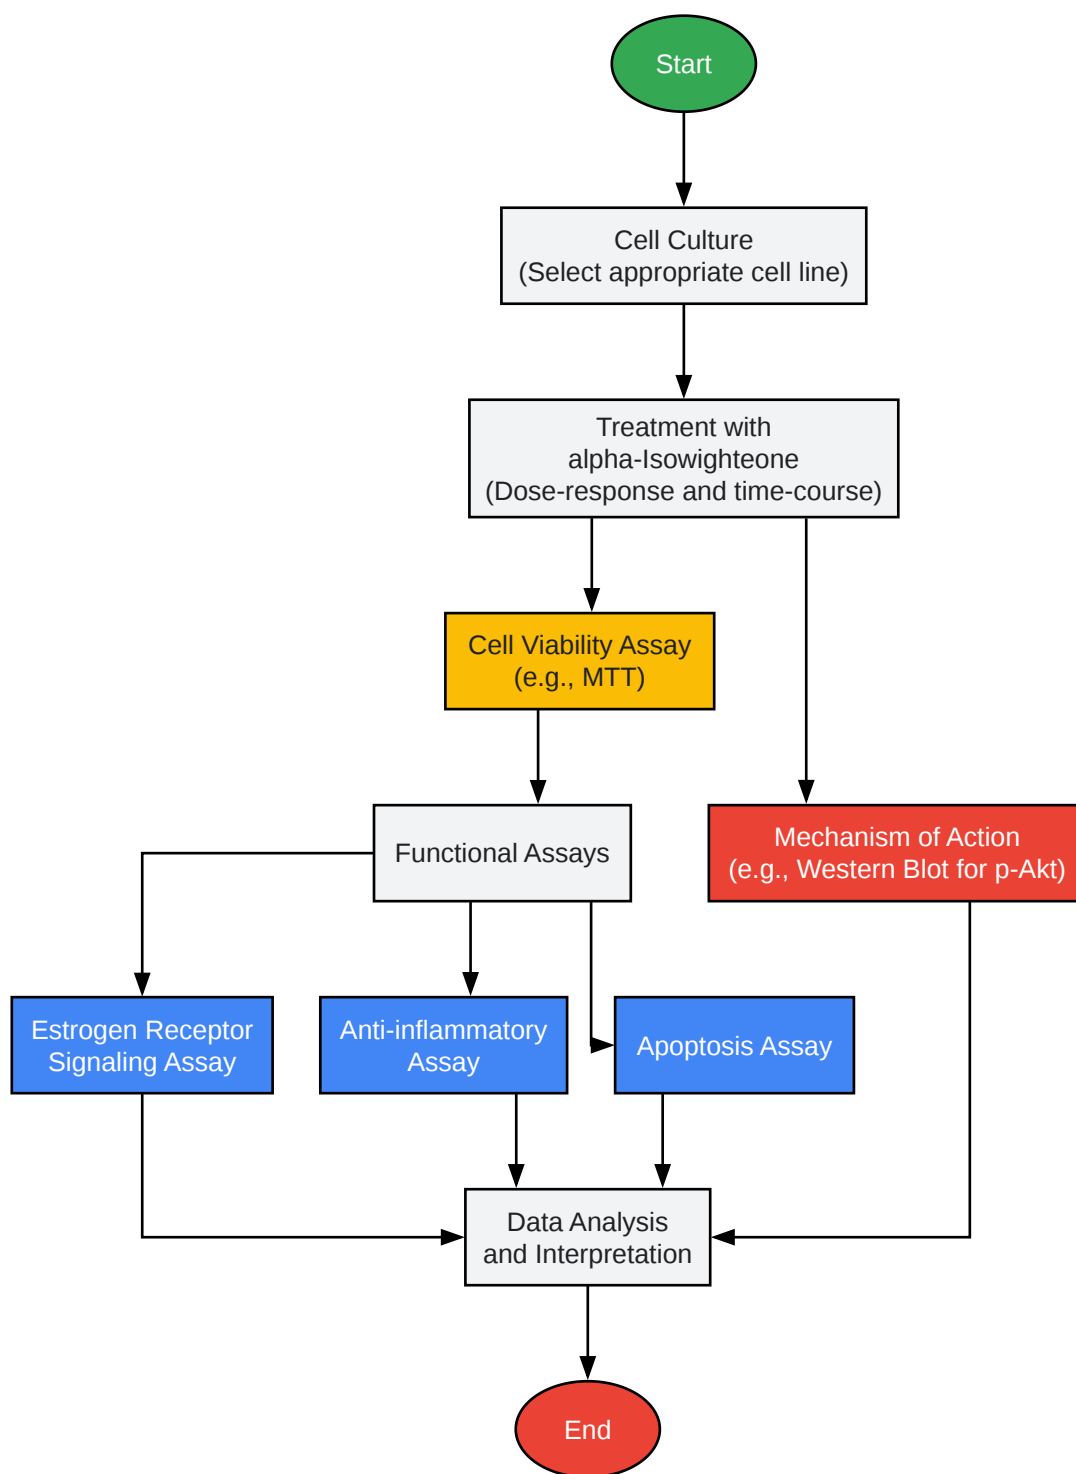 Start
Cell Culture
(Select appropriate cell line)
Treatment with
alpha-Isowighteone
(Dose-response and time-course)
Cell Viability Assay
(e.g., MTT)
Functional Assays
Mechanism of Action
(e.g., Western Blot for p-Akt)
Estrogen Receptor
Signaling Assay
Anti-inflammatory
Assay
Apoptosis Assay
Data Analysis
and Interpretation
End